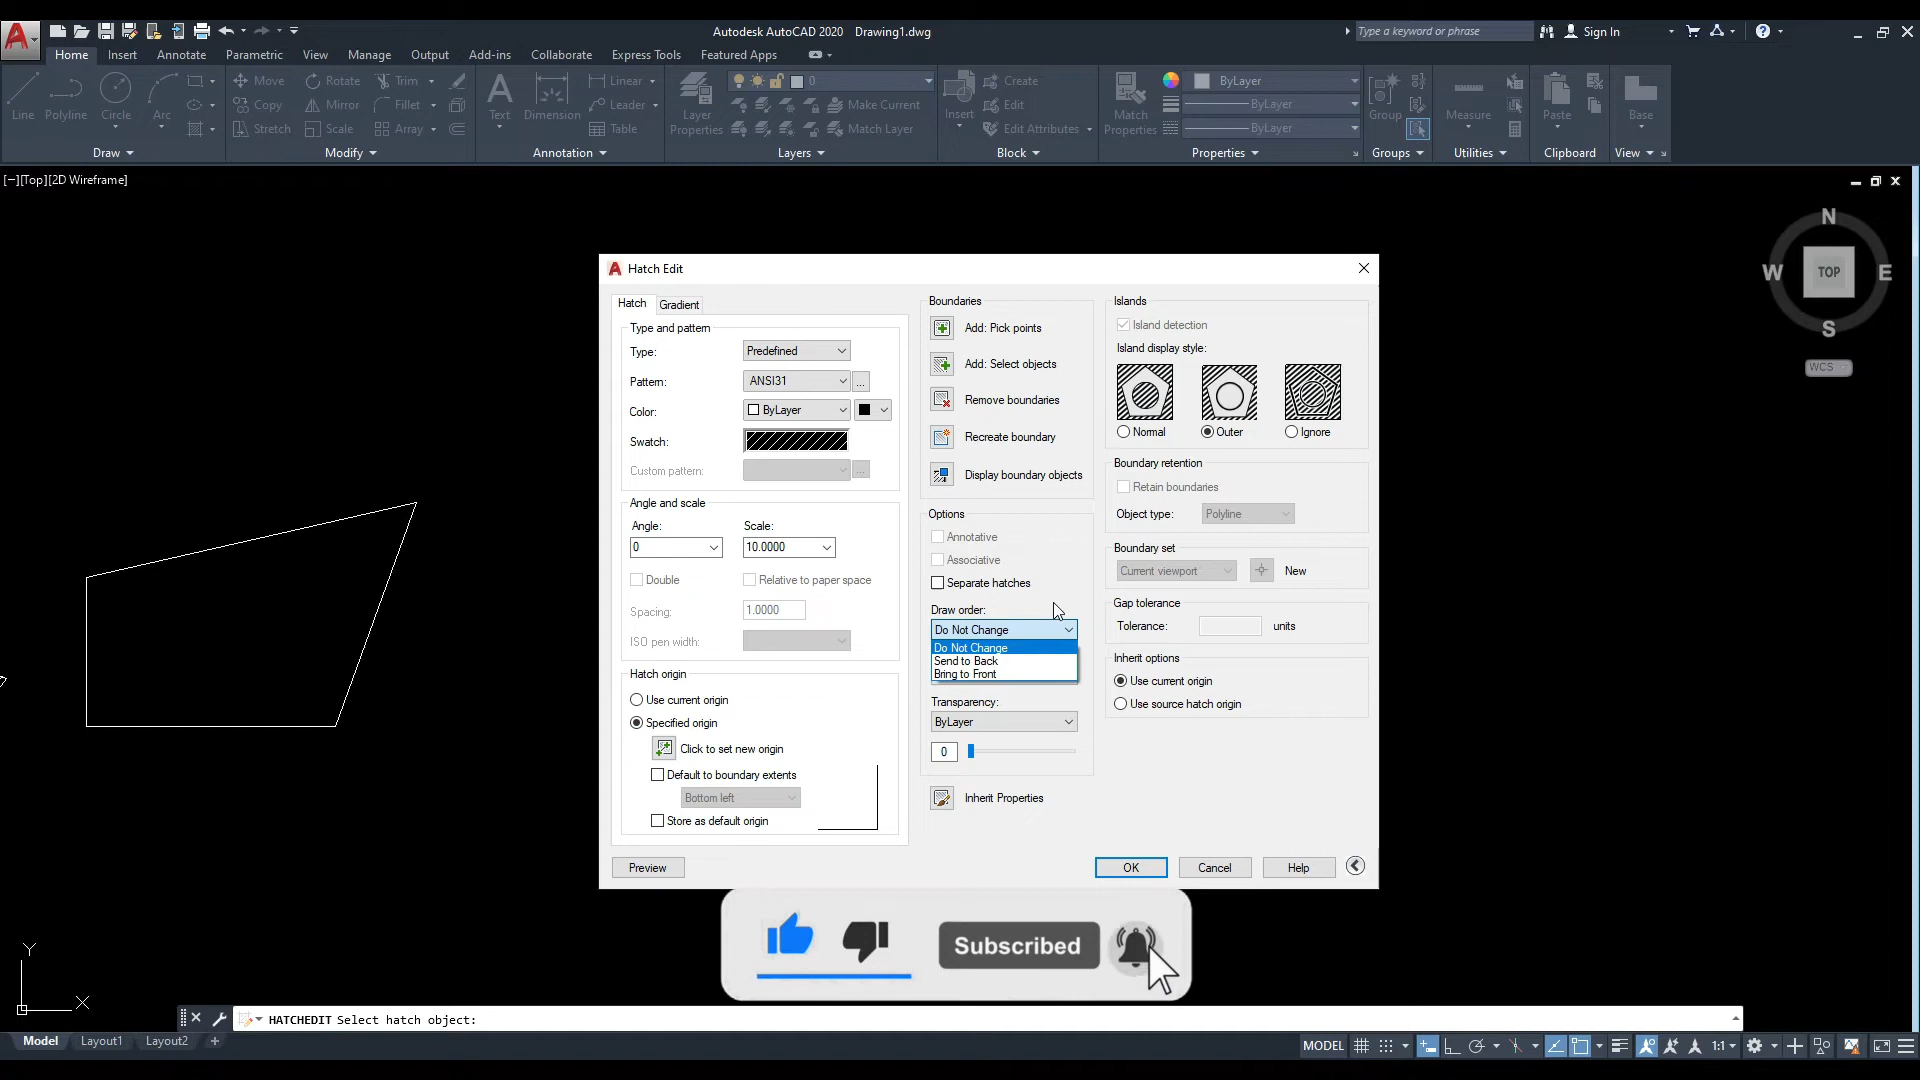 Autodesk AutoCAD 2020 Drawing1.dwg
Type a keyword or phrase
Sign In
Home Insert Annotate Parametric View Manage Output Add-ins Collaborate Express Tools Featured Apps
Line Polyline Circle Arc
Move Rotate Trim
Copy Mirror Fillet
Stretch Scale Array
Text Dimension
Linear
Leader
Table
Layer Properties
0
Make Current
Match Layer
Insert
Create
Edit
Edit Attributes
Match Properties
ByLayer
ByLayer
ByLayer
Group
Measure
Paste
Base
Draw Modify Annotation Layers Block Properties Groups Utilities Clipboard View
[−][Top][2D Wireframe]
N
W TOP E
S
WCS
Hatch Edit
Hatch Gradient
Type and pattern
Type: Predefined
Pattern: ANSI31 ...
Color: ByLayer
Swatch:
Custom pattern: ...
Angle and scale
Angle: Scale:
0 10.0000
Double Relative to paper space
Spacing: 1.0000
ISO pen width:
Hatch origin
Use current origin
Specified origin
Click to set new origin
Default to boundary extents
Bottom left
Store as default origin
Preview
Boundaries
Add: Pick points
Add: Select objects
Remove boundaries
Recreate boundary
Display boundary objects
Options
Annotative
Associative
Separate hatches
Draw order:
Do Not Change
Do Not Change
Send to Back
Bring to Front
Transparency:
ByLayer
0
Inherit Properties
Islands
Island detection
Island display style:
Normal Outer Ignore
Boundary retention
Retain boundaries
Object type: Polyline
Boundary set
Current viewport New
Gap tolerance
Tolerance: units
Inherit options
Use current origin
Use source hatch origin
OK Cancel Help
Subscribed
Y
X
HATCHEDIT Select hatch object:
Model Layout1 Layout2 +
MODEL 1:1